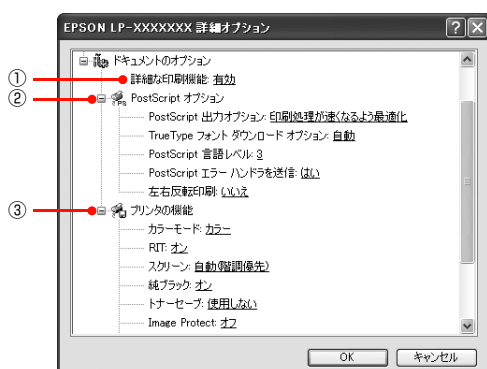 EPSON LP-XXXXXXX 詳細オプション
ドキュメントのオプション
① 詳細な印刷機能: 有効
② PostScript オプション
PostScript 出力オプション: 印刷処理が速くなるよう最適化
TrueType フォント ダウンロード オプション: 自動
PostScript 言語レベル: 3
PostScript エラー ハンドラを送信: はい
左右反転印刷: いいえ
③ プリンタの機能
カラーモード: カラー
RIT: オン
スクリーン: 自動(階調優先)
純ブラック: オン
トナーセーブ: 使用しない
Image Protect: オフ
OK キャンセル